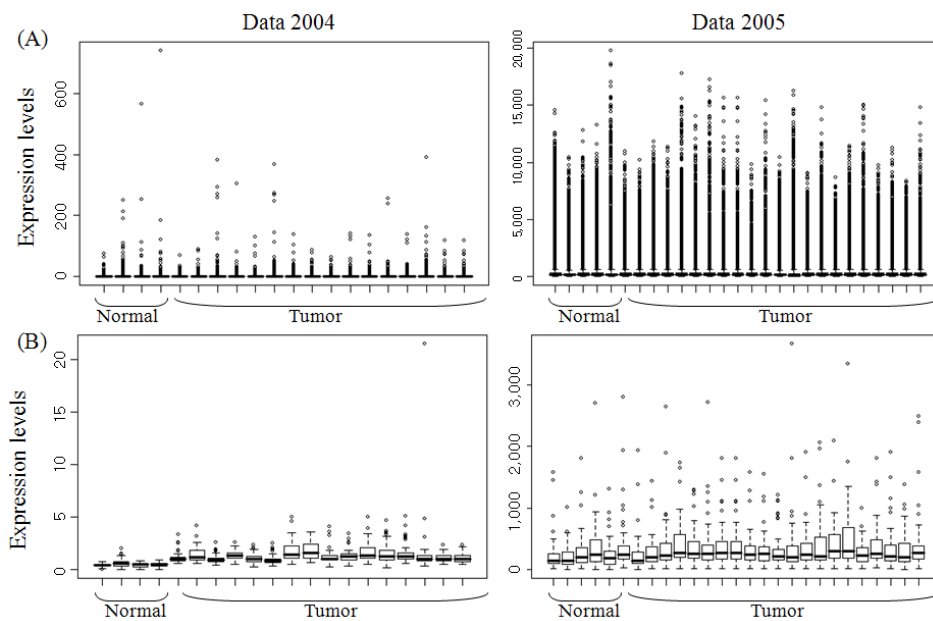 Data 2004 Data 2005
(A)
Expression levels
600
400
200
0
20,000
15,000
10,000
5,000
0
Normal Tumor Normal Tumor
(B)
Expression levels
20
15
10
5
0
3,000
2,000
1,000
0
Normal Tumor Normal Tumor